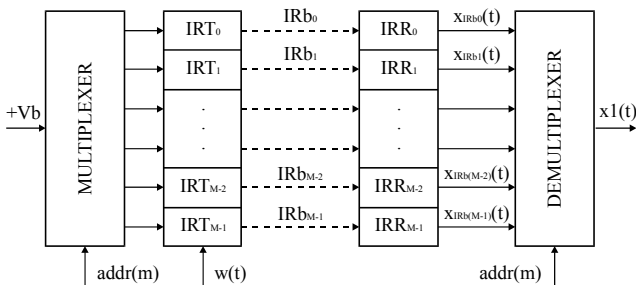 IRT0 IRb0 IRR0 xIRb0(t)
IRT1 IRb1 IRR1 xIRb1(t)
+Vb MULTIPLEXER . . DEMULTIPLEXER x1(t)
. .
. .
IRTM-2 IRbM-2 IRRM-2 xIRb(M-2)(t)
IRTM-1 IRbM-1 IRRM-1 xIRb(M-1)(t)
addr(m) w(t) addr(m)